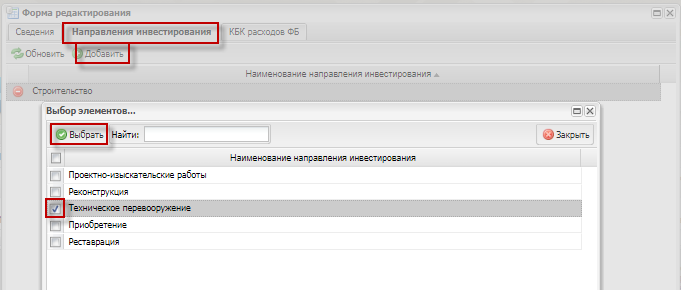 Форма редактирования
Сведения Направления инвестирования КБК расходов ФБ
Обновить Добавить
Наименование направления инвестирования
Строительство
Выбор элементов...
Выбрать Найти: Закрыть
Наименование направления инвестирования
Проектно-изыскательские работы
Реконструкция
Техническое перевооружение
Приобретение
Реставрация